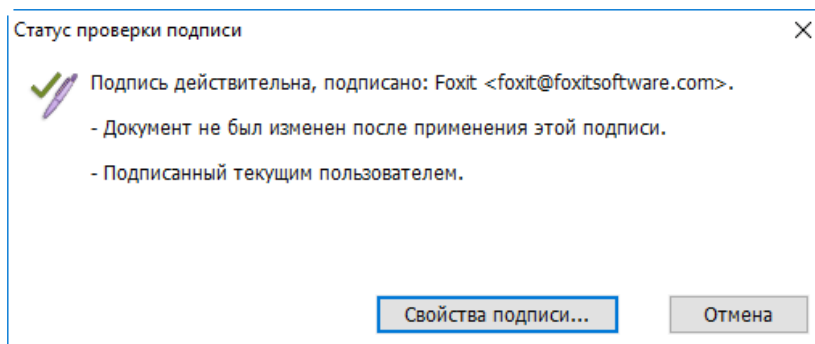 Статус проверки подписи
Подпись действительна, подписано: Foxit <foxit@foxitsoftware.com>.
- Документ не был изменен после применения этой подписи.
- Подписанный текущим пользователем.
Свойства подписи... Отмена